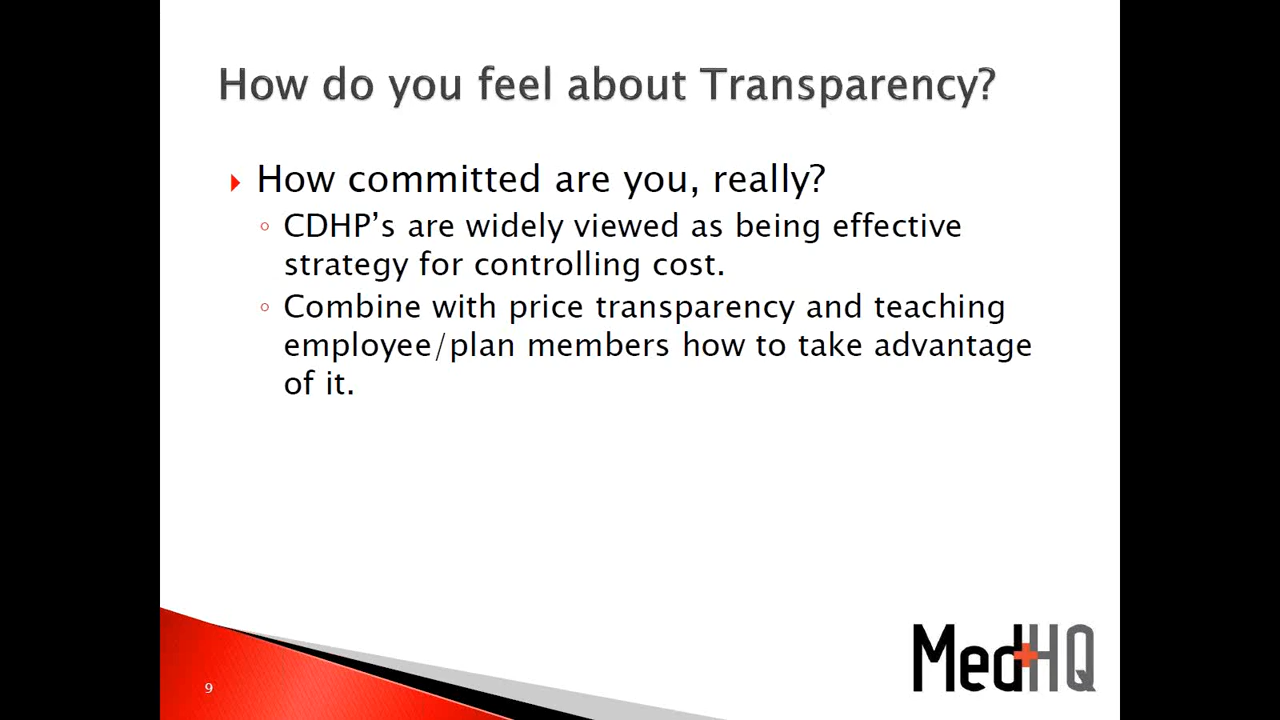 How do you feel about Transparency?
How committed are you, really?
CDHP’s are widely viewed as being effective
strategy for controlling cost.
Combine with price transparency and teaching
employee/plan members how to take advantage
of it.
MedHQ
9